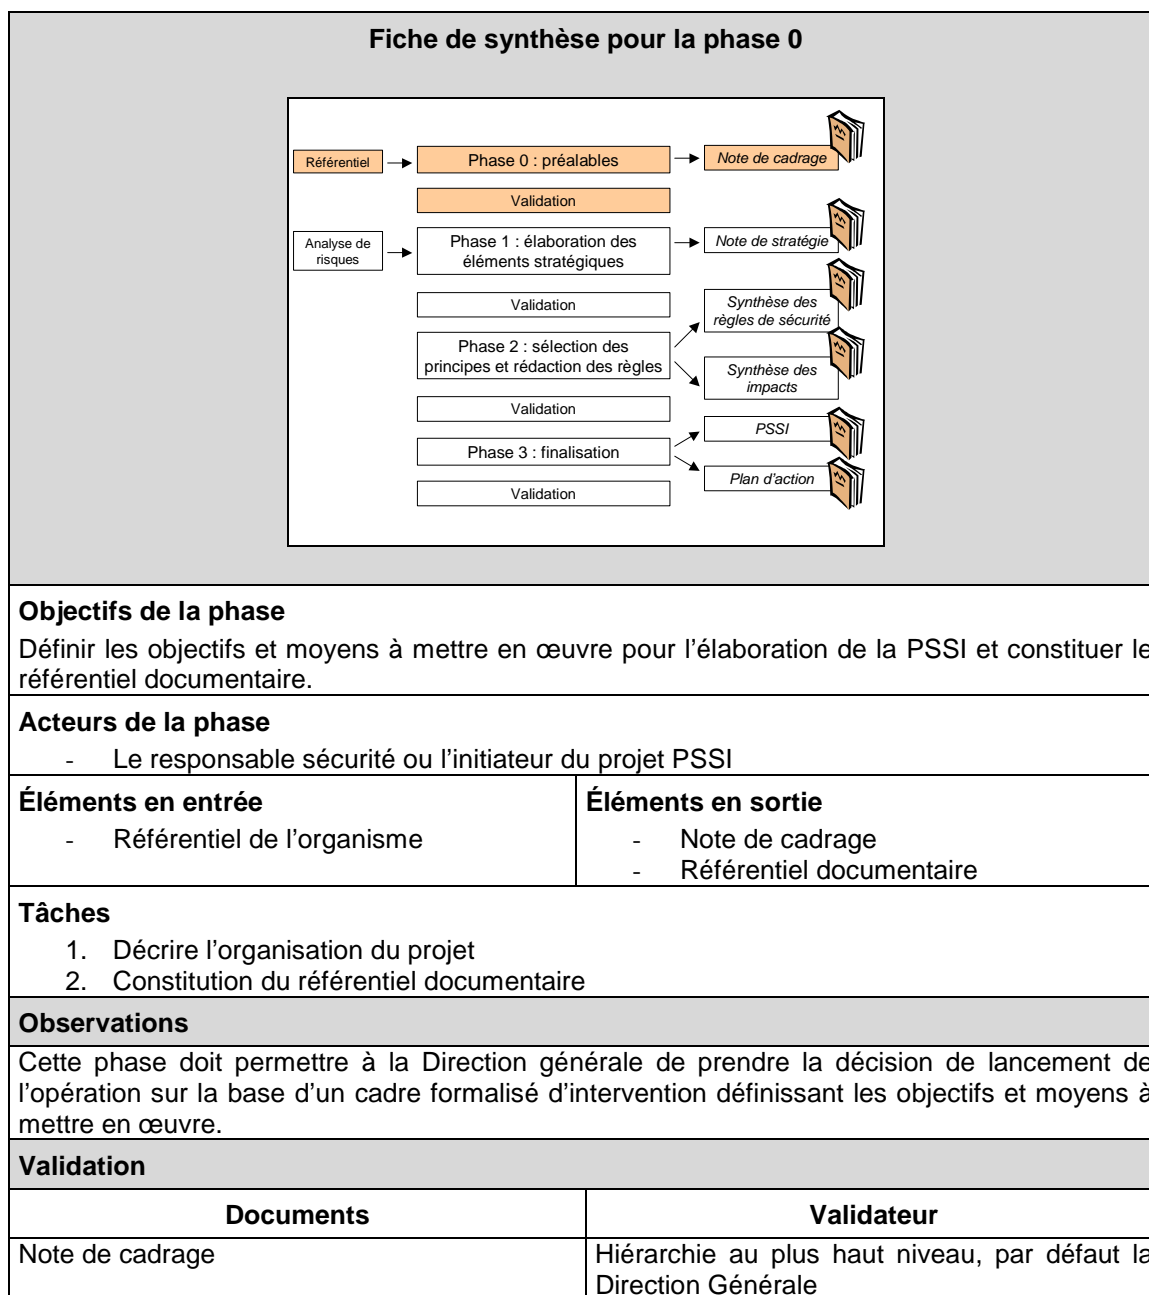 Fiche de synthèse pour la phase 0
Référentiel
Phase 0 : préalables
Note de cadrage
Validation
Analyse de
risques
Phase 1 : élaboration des
éléments stratégiques
Note de stratégie
Validation
Synthèse des
règles de sécurité
Phase 2 : sélection des
principes et rédaction des règles
Synthèse des
impacts
Validation
PSSI
Phase 3 : finalisation
Plan d'action
Validation
Objectifs de la phase
Définir les objectifs et moyens à mettre en œuvre pour l'élaboration de la PSSI et constituer le
référentiel documentaire.
Acteurs de la phase
- Le responsable sécurité ou l'initiateur du projet PSSI
Éléments en entrée
- Référentiel de l'organisme
Éléments en sortie
- Note de cadrage
- Référentiel documentaire
Tâches
1. Décrire l'organisation du projet
2. Constitution du référentiel documentaire
Observations
Cette phase doit permettre à la Direction générale de prendre la décision de lancement de
l'opération sur la base d'un cadre formalisé d'intervention définissant les objectifs et moyens à
mettre en œuvre.
Validation
Documents
Validateur
Note de cadrage
Hiérarchie au plus haut niveau, par défaut la
Direction Générale